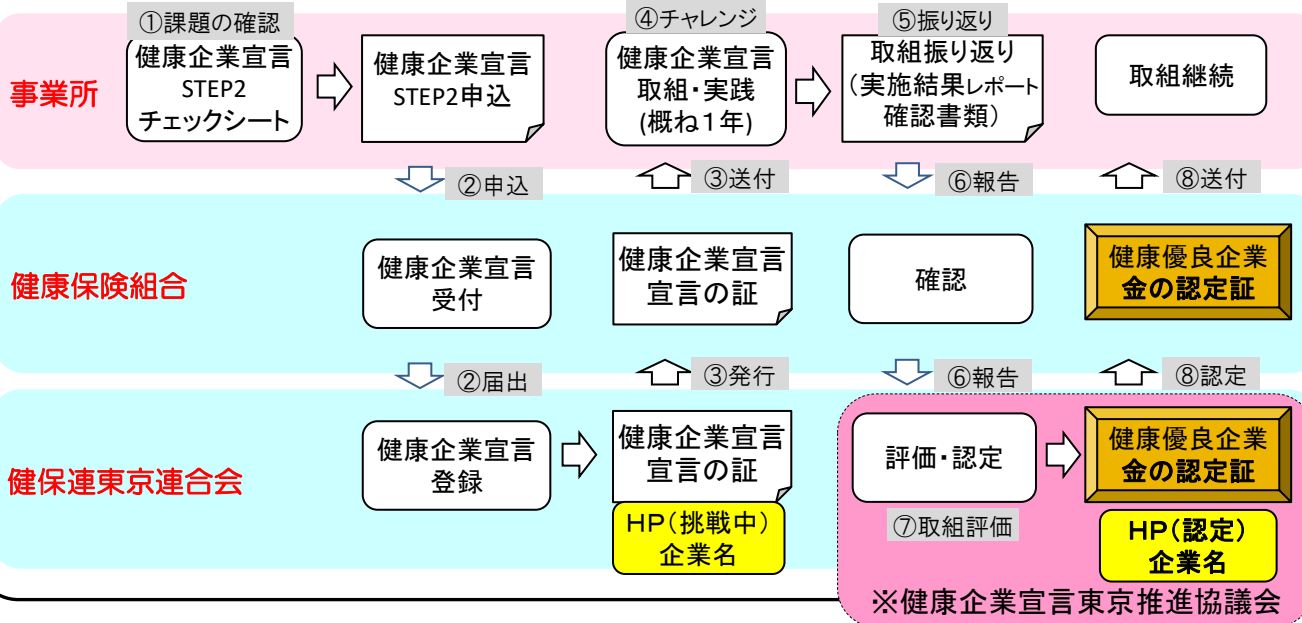 ①課題の確認
健康企業宣言
STEP2
チェックシート
健康企業宣言
STEP2申込
④チャレンジ
健康企業宣言
取組・実践
(概ね1年)
⑤振り返り
取組振り返り
(実施結果レポート
確認書類)
取組継続
事業所
②申込
③送付
⑥報告
⑧送付
健康保険組合
健康企業宣言
受付
健康企業宣言
宣言の証
確認
健康優良企業
金の認定証
②届出
③発行
⑥報告
⑧認定
健保連東京連合会
健康企業宣言
登録
健康企業宣言
宣言の証
HP(挑戦中)
企業名
評価・認定
⑦取組評価
健康優良企業
金の認定証
HP(認定)
企業名
※健康企業宣言東京推進協議会